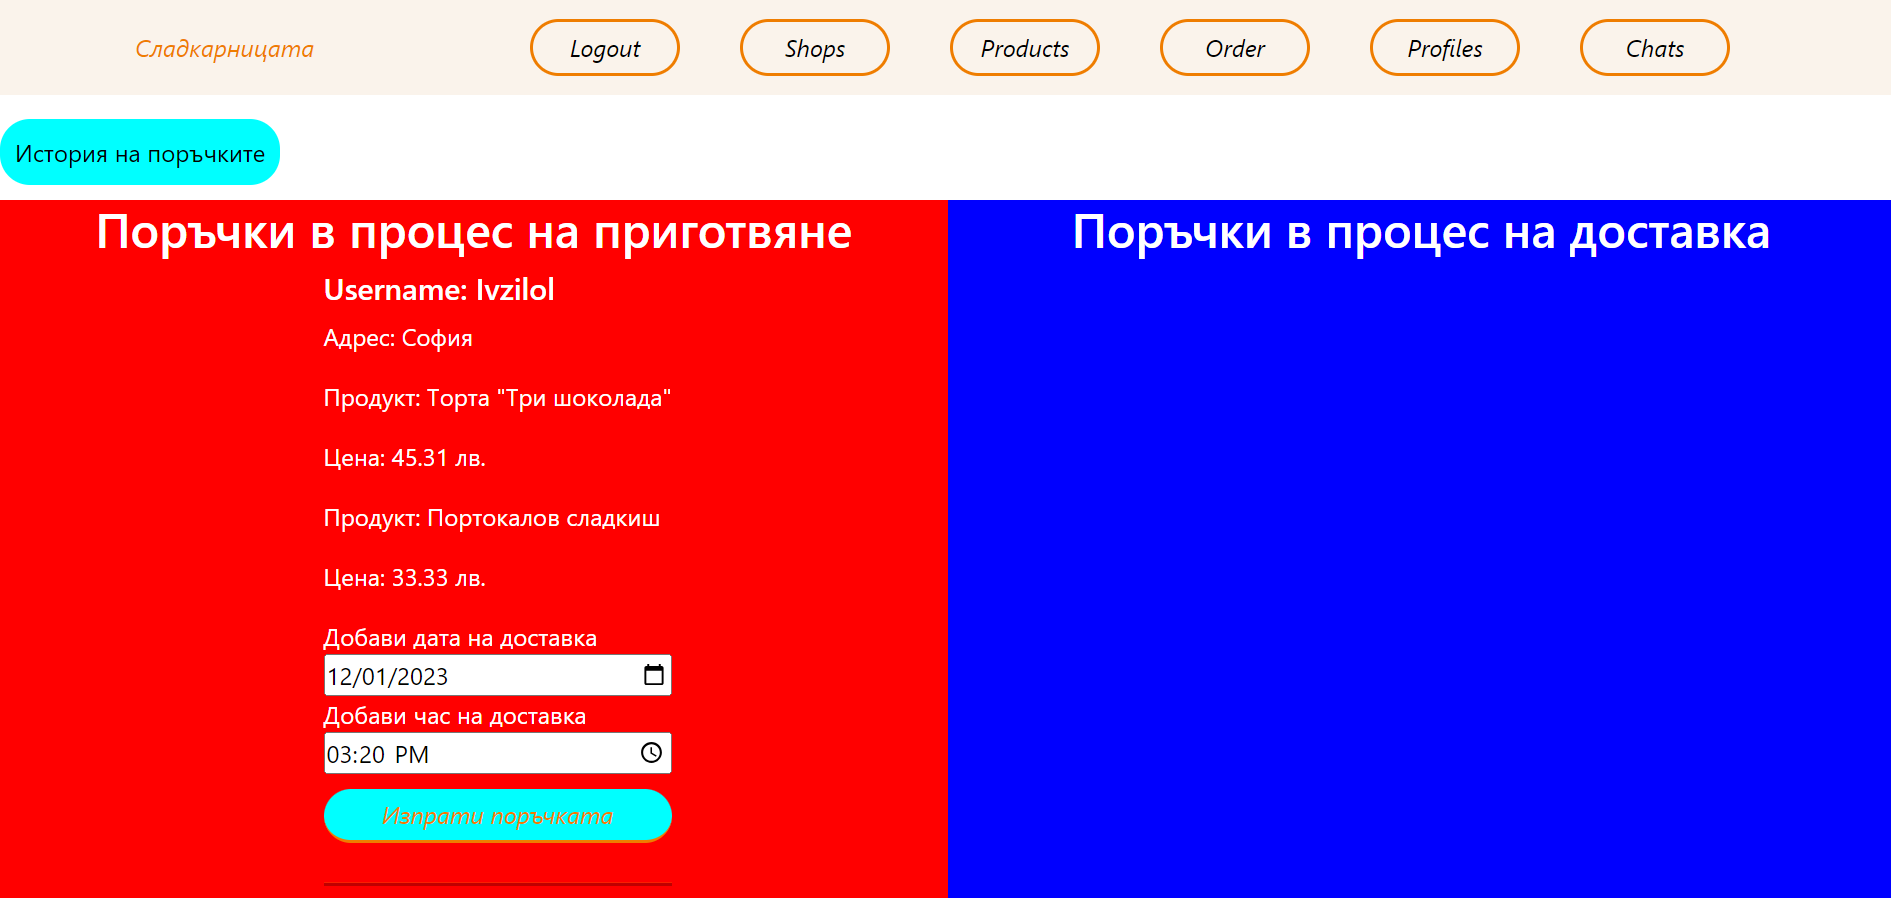 Сладкарницата
Logout
Shops
Products
Order
Profiles
Chats
История на поръчките
Поръчки в процес на приготвяне
Username: Ivzilol
Адрес: София
Продукт: Торта "Три шоколада"
Цена: 45.31 лв.
Продукт: Портокалов сладкиш
Цена: 33.33 лв.
Добави дата на доставка
12/01/2023
Добави час на доставка
03:20 PM
Изпрати поръчката
Поръчки в процес на доставка